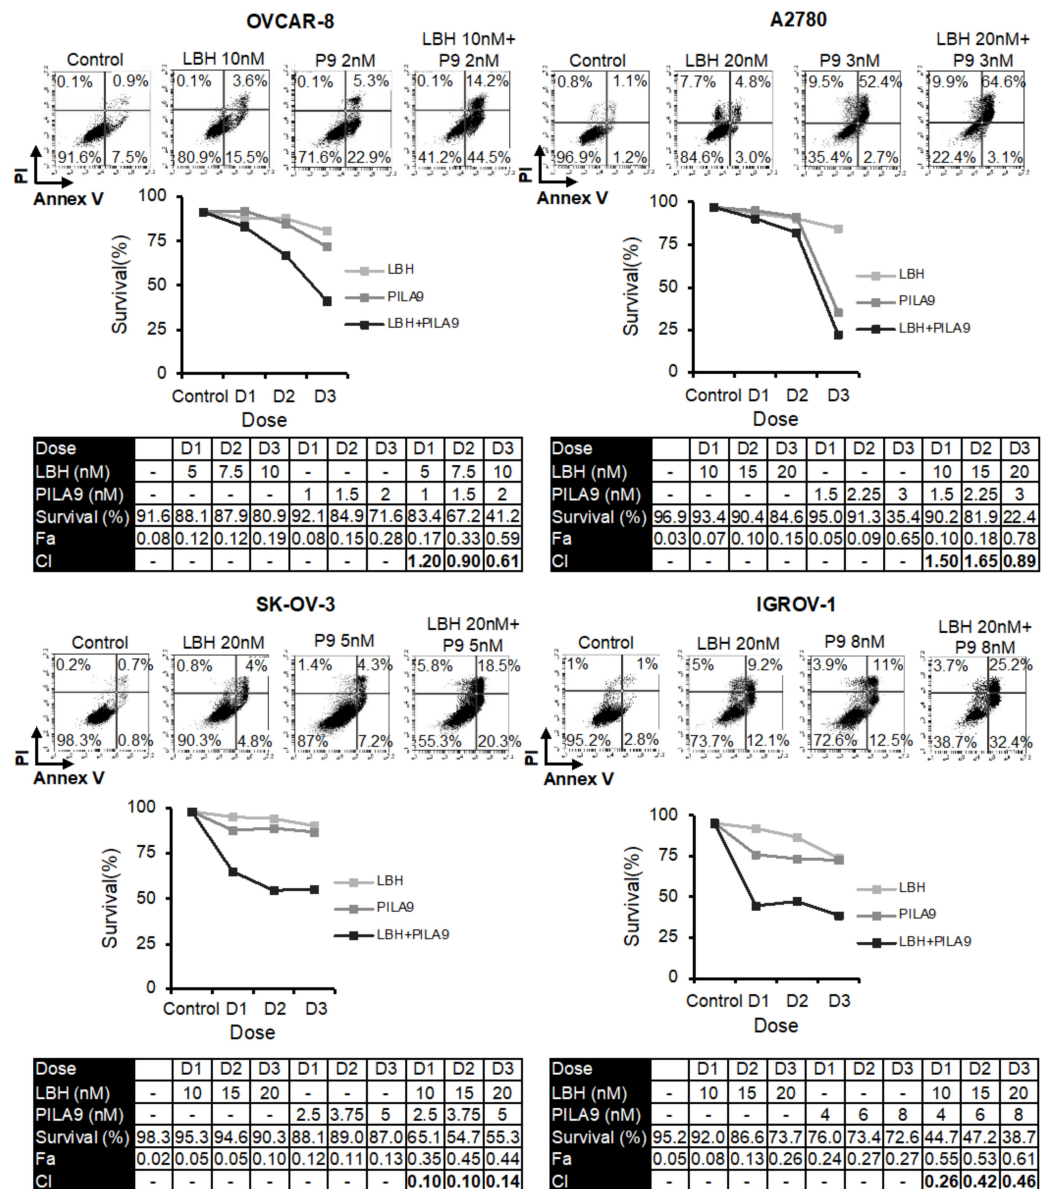 OVCAR-8
Control
LBH 10nM
P9 2nM
LBH 10nM+
P9 2nM
0.1% 0.9%
91.6% 7.5%
0.1% 3.6%
80.9% 15.5%
0.1% 5.3%
71.6% 22.9%
0.1% 14.2%
41.2% 44.5%
PI
Annex V
100
75
50
25
0
Survival(%)
LBH
PILA9
LBH+PILA9
Control D1 D2 D3
Dose
Dose D1 D2 D3 D1 D2 D3 D1 D2 D3
LBH (nM) - 5 7.5 10 - - - 5 7.5 10
PILA9 (nM) - - - - 1 1.5 2 1 1.5 2
Survival (%) 91.6 88.1 87.9 80.9 92.1 84.9 71.6 83.4 67.2 41.2
Fa 0.08 0.12 0.12 0.19 0.08 0.15 0.28 0.17 0.33 0.59
CI - - - - - - - 1.20 0.90 0.61
A2780
Control
LBH 20nM
P9 3nM
LBH 20nM+
P9 3nM
0.8% 1.1%
96.9% 1.2%
7.7% 4.8%
84.6% 3.0%
9.5% 52.4%
35.4% 2.7%
9.9% 64.6%
22.4% 3.1%
PI
Annex V
100
75
50
25
0
Survival(%)
LBH
PILA9
LBH+PILA9
Control D1 D2 D3
Dose
Dose D1 D2 D3 D1 D2 D3 D1 D2 D3
LBH (nM) - 10 15 20 - - - 10 15 20
PILA9 (nM) - - - - 1.5 2.25 3 1.5 2.25 3
Survival (%) 96.9 93.4 90.4 84.6 95.0 91.3 35.4 90.2 81.9 22.4
Fa 0.03 0.07 0.10 0.15 0.05 0.09 0.65 0.10 0.18 0.78
CI - - - - - - - 1.50 1.65 0.89
SK-OV-3
Control
LBH 20nM
P9 5nM
LBH 20nM+
P9 5nM
0.2% 0.7%
98.3% 0.8%
0.8% 4%
90.3% 4.8%
1.4% 4.3%
87% 7.2%
5.8% 18.5%
55.3% 20.3%
PI
Annex V
100
75
50
25
0
Survival(%)
LBH
PILA9
LBH+PILA9
Control D1 D2 D3
Dose
Dose D1 D2 D3 D1 D2 D3 D1 D2 D3
LBH (nM) - 10 15 20 - - - 10 15 20
PILA9 (nM) - - - - 2.5 3.75 5 2.5 3.75 5
Survival (%) 98.3 95.3 94.6 90.3 88.1 89.0 87.0 65.1 54.7 55.3
Fa 0.02 0.05 0.05 0.10 0.12 0.11 0.13 0.35 0.45 0.44
CI - - - - - - - 0.10 0.10 0.14
IGROV-1
Control
LBH 20nM
P9 8nM
LBH 20nM+
P9 8nM
1% 1%
95.2% 2.8%
5% 9.2%
73.7% 12.1%
3.9% 11%
72.6% 12.5%
3.7% 25.2%
38.7% 32.4%
PI
Annex V
100
75
50
25
0
Survival(%)
LBH
PILA9
LBH+PILA9
Control D1 D2 D3
Dose
Dose D1 D2 D3 D1 D2 D3 D1 D2 D3
LBH (nM) - 10 15 20 - - - 10 15 20
PILA9 (nM) - - - - 4 6 8 4 6 8
Survival (%) 95.2 92.0 86.6 73.7 76.0 73.4 72.6 44.7 47.2 38.7
Fa 0.05 0.08 0.13 0.26 0.24 0.27 0.27 0.55 0.53 0.61
CI - - - - - - - 0.26 0.42 0.46